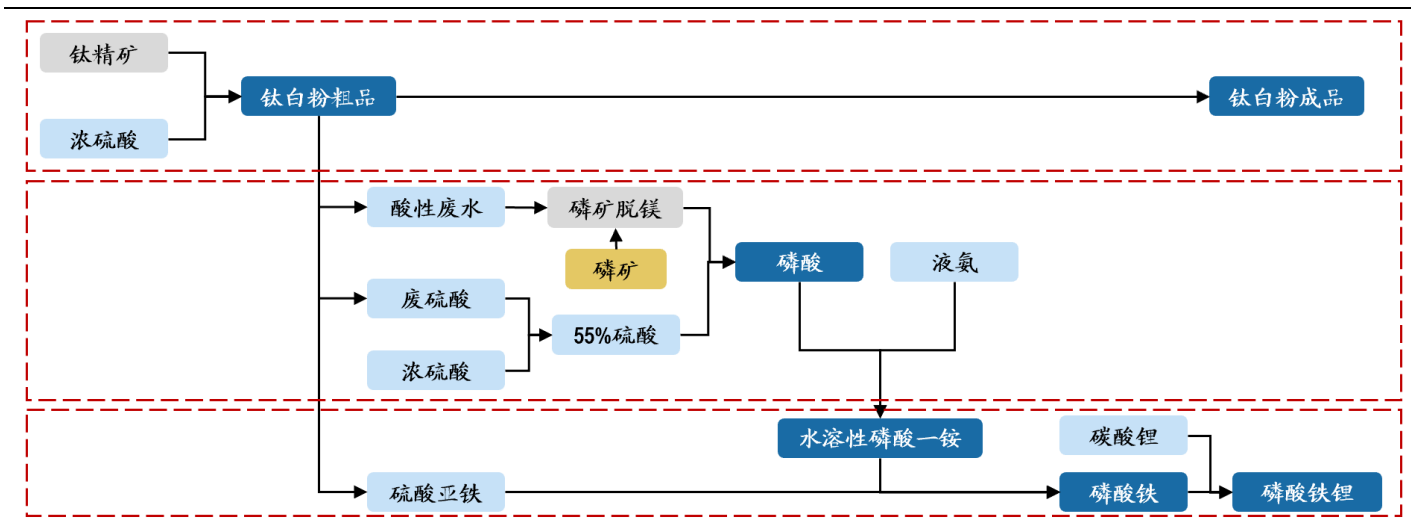 钛精矿
浓硫酸
钛白粉粗品
钛白粉成品
酸性废水
磷矿脱镁
磷矿
磷酸
液氨
废硫酸
55%硫酸
浓硫酸
水溶性磷酸一铵
碳酸锂
硫酸亚铁
磷酸铁
磷酸铁锂